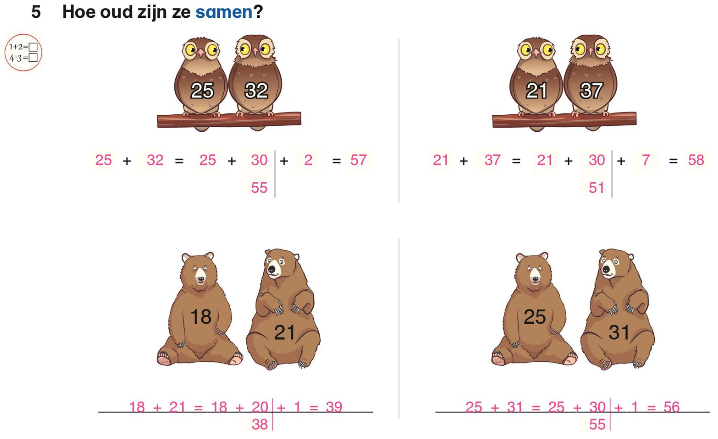 5 Hoe oud zijn ze samen?
1+2=□
4-3=□
25 32
25 + 32 = 25 + 30 + 2 = 57
55
21 37
21 + 37 = 21 + 30 + 7 = 58
51
18 21
18 + 21 = 18 + 20 + 1 = 39
38
25 31
25 + 31 = 25 + 30 + 1 = 56
55